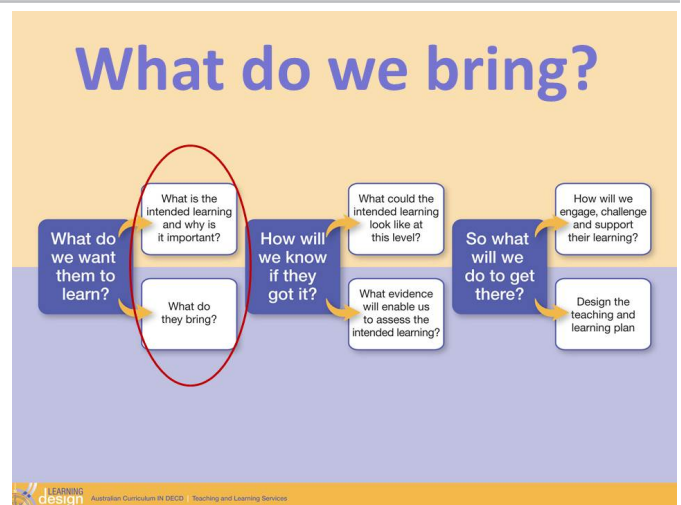 What do we bring?
What do
we want
them to
learn?
What is the
intended learning
and why is
it important?
What do
they bring?
How will
we know
if they
got it?
What could the
intended learning
look like at
this level?
What evidence
will enable us
to assess the
intended learning?
So what
will we
do to get
there?
How will we
engage, challenge
and support
their learning?
Design the
teaching and
learning plan
LEARNING
design
Australian Curriculum IN DECD | Teaching and Learning Services